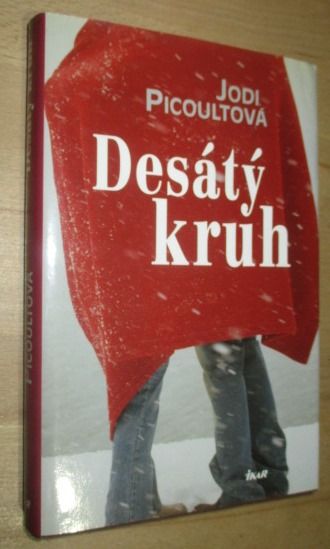 JODI
PICOULTOVÁ
Desátý
kruh
IKAR
PICOULTOVÁ